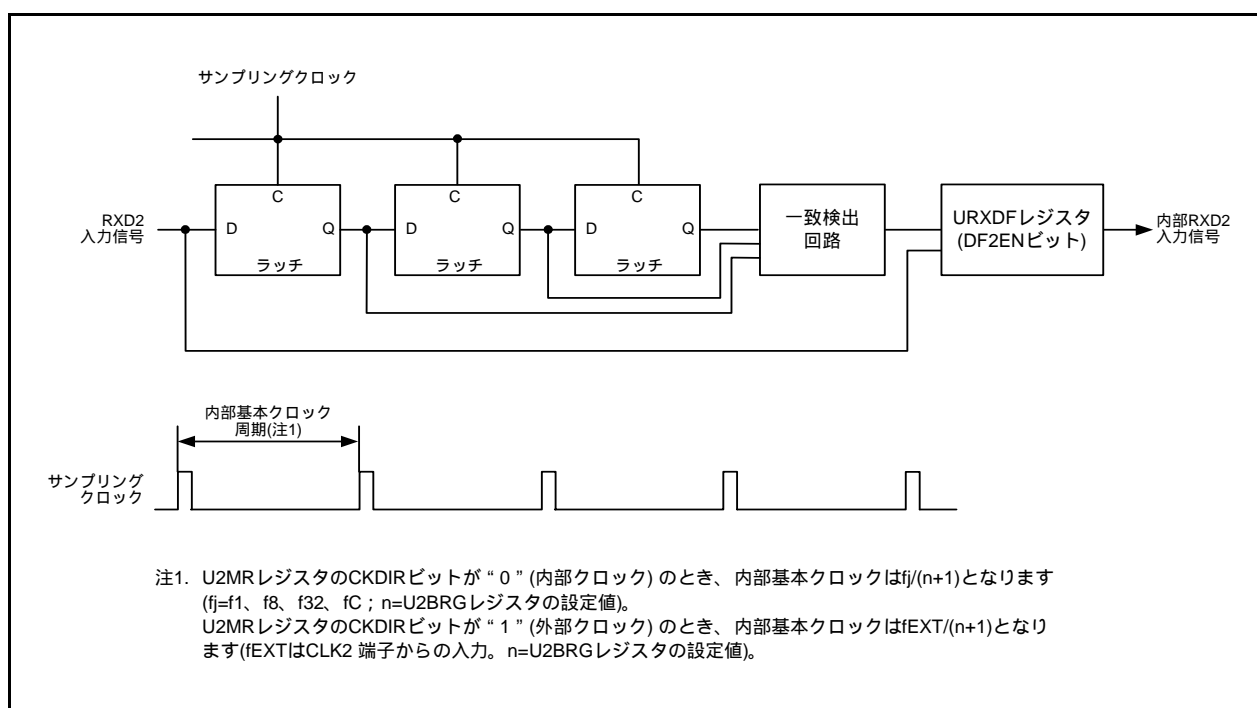 サンプリングクロック
C
C
C
RXD2
入力信号
D
Q
D
Q
D
Q
ラッチ
ラッチ
ラッチ
一致検出
回路
URXDFレジスタ
(DF2ENビット)
内部RXD2
入力信号
内部基本クロック
周期(注1)
サンプリング
クロック
注1. U2MRレジスタのCKDIRビットが“0”(内部クロック) のとき、内部基本クロックはfj/(n+1)となります
(fj=f1、f8、f32、fC;n=U2BRGレジスタの設定値)。
U2MRレジスタのCKDIRビットが“1”(外部クロック) のとき、内部基本クロックはfEXT/(n+1)となり
ます(fEXTはCLK2 端子からの入力。n=U2BRGレジスタの設定値)。